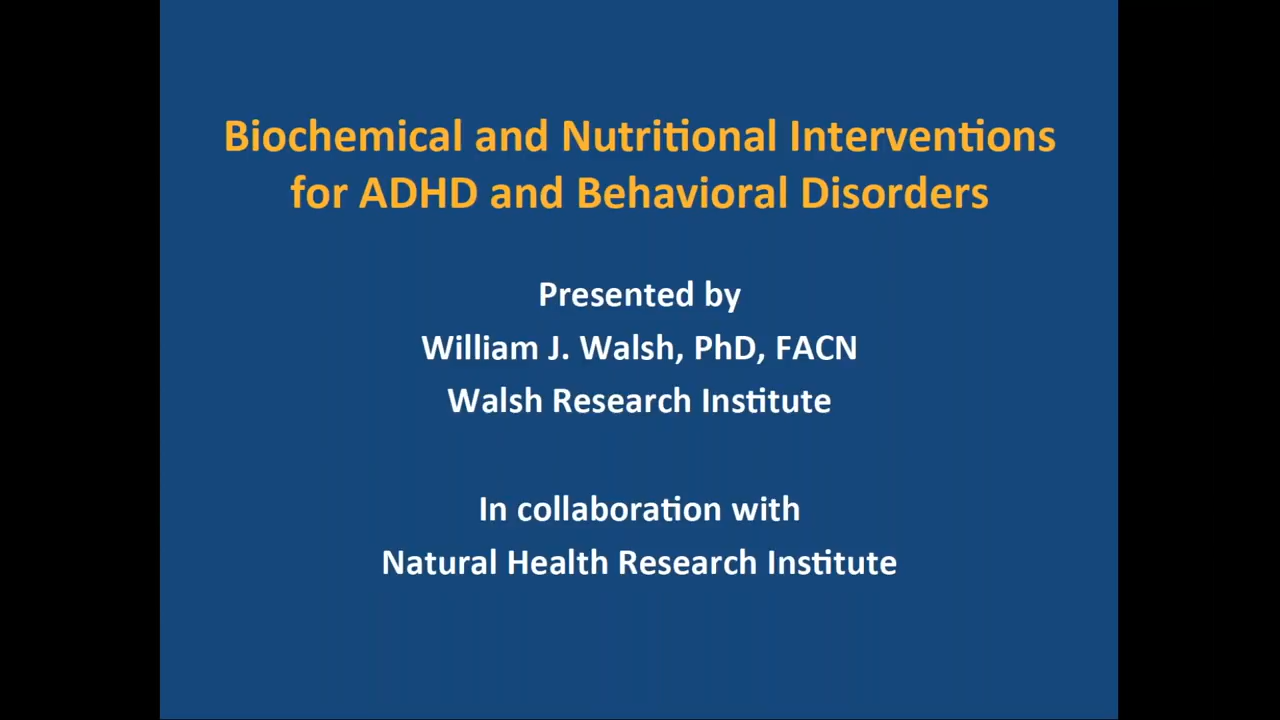 Biochemical and Nutritional Interventions
for ADHD and Behavioral Disorders
Presented by
William J. Walsh, PhD, FACN
Walsh Research Institute
In collaboration with
Natural Health Research Institute